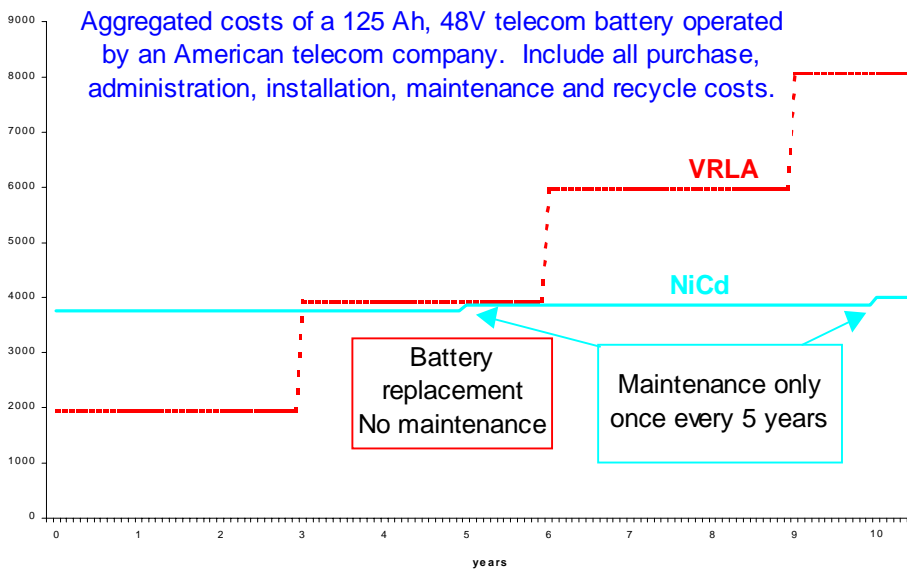 Aggregated costs of a 125 Ah, 48V telecom battery operated
by an American telecom company. Include all purchase,
administration, installation, maintenance and recycle costs.
9000
8000
7000
6000
5000
4000
3000
2000
1000
0
VRLA
NiCd
Battery
replacement
No maintenance
Maintenance only
once every 5 years
0 1 2 3 4 5 6 7 8 9 10
years